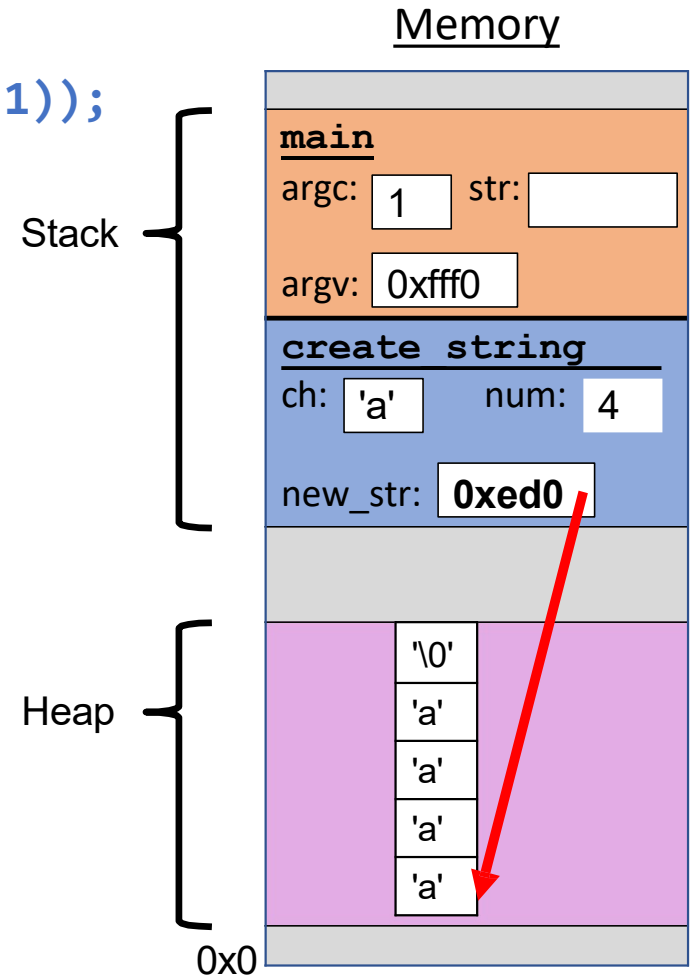 Memory
1));
main
argc: 1 str:
Stack
argv: 0xfff0
create string
ch: 'a' num: 4
new_str: 0xed0
'\0'
'a'
Heap
'a'
'a'
'a'
0x0